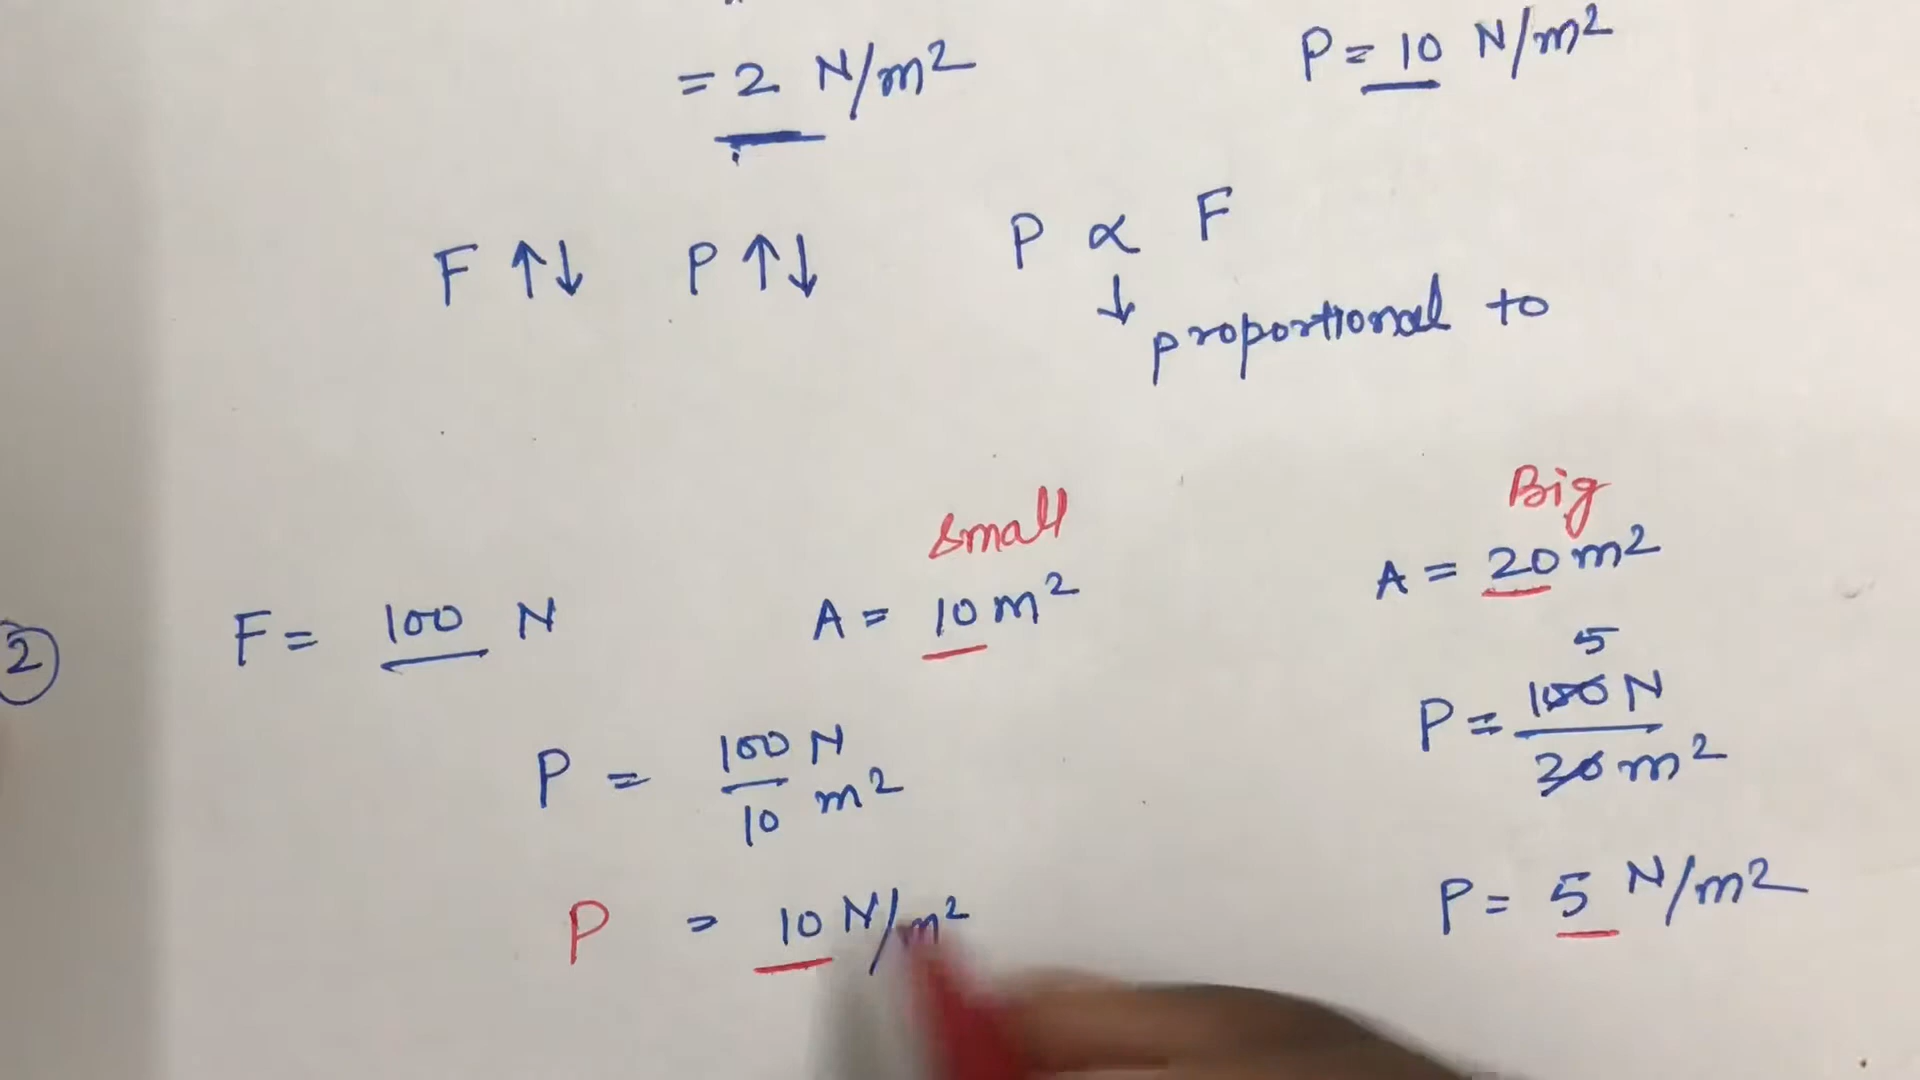 = 2 N/m²
P = 10 N/m²
F ↑↓ P ↑↓
P ∝ F
↓
proportional to
②
F = 100 N
small
A = 10 m²
P = 100 N / 10 m²
P = 10 N/m²
Big
A = 20 m²
5
P = 100 N / 20 m²
P = 5 N/m²